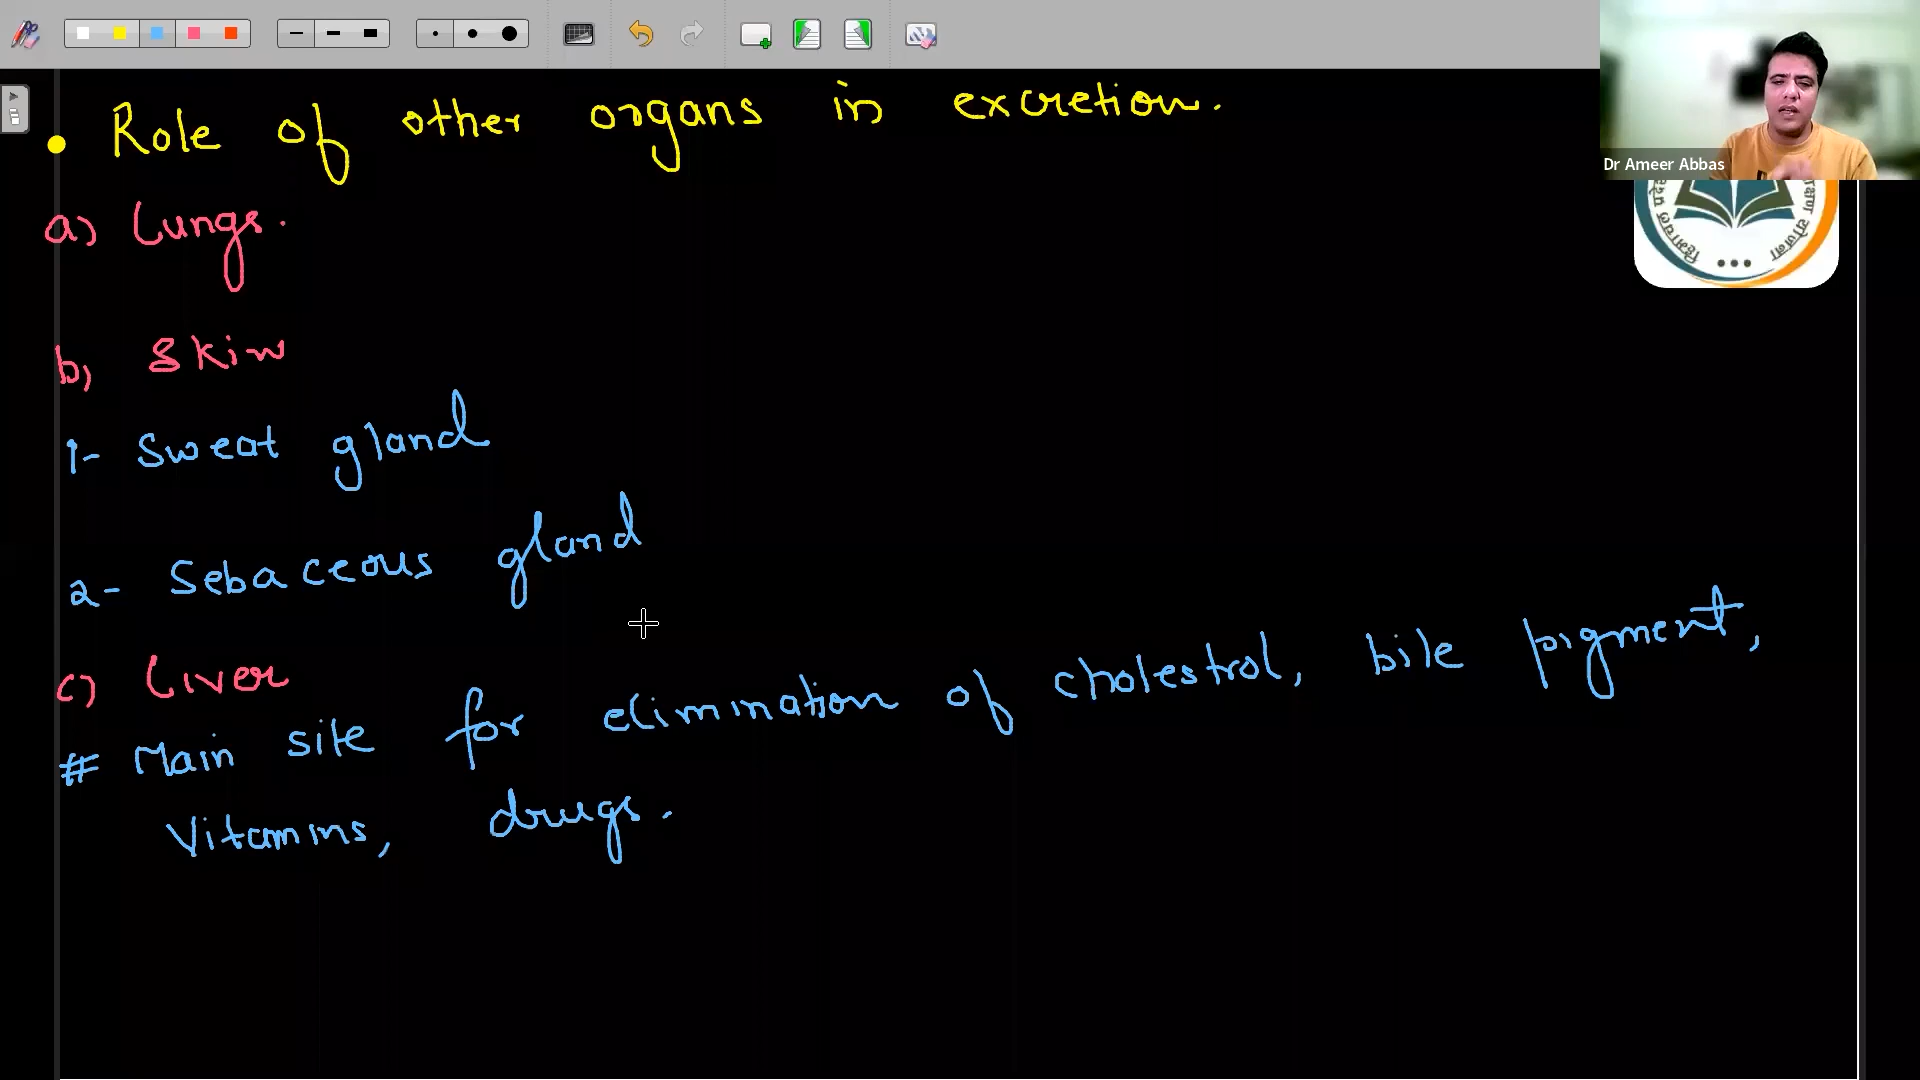 Dr Ameer Abbas
• Role of other organs in excretion.
a) Lungs.
b) Skin
1- Sweat gland
2- Sebaceous gland
c) Liver
# Main site for elimination of cholestrol, bile pigment,
Vitamins, drugs.